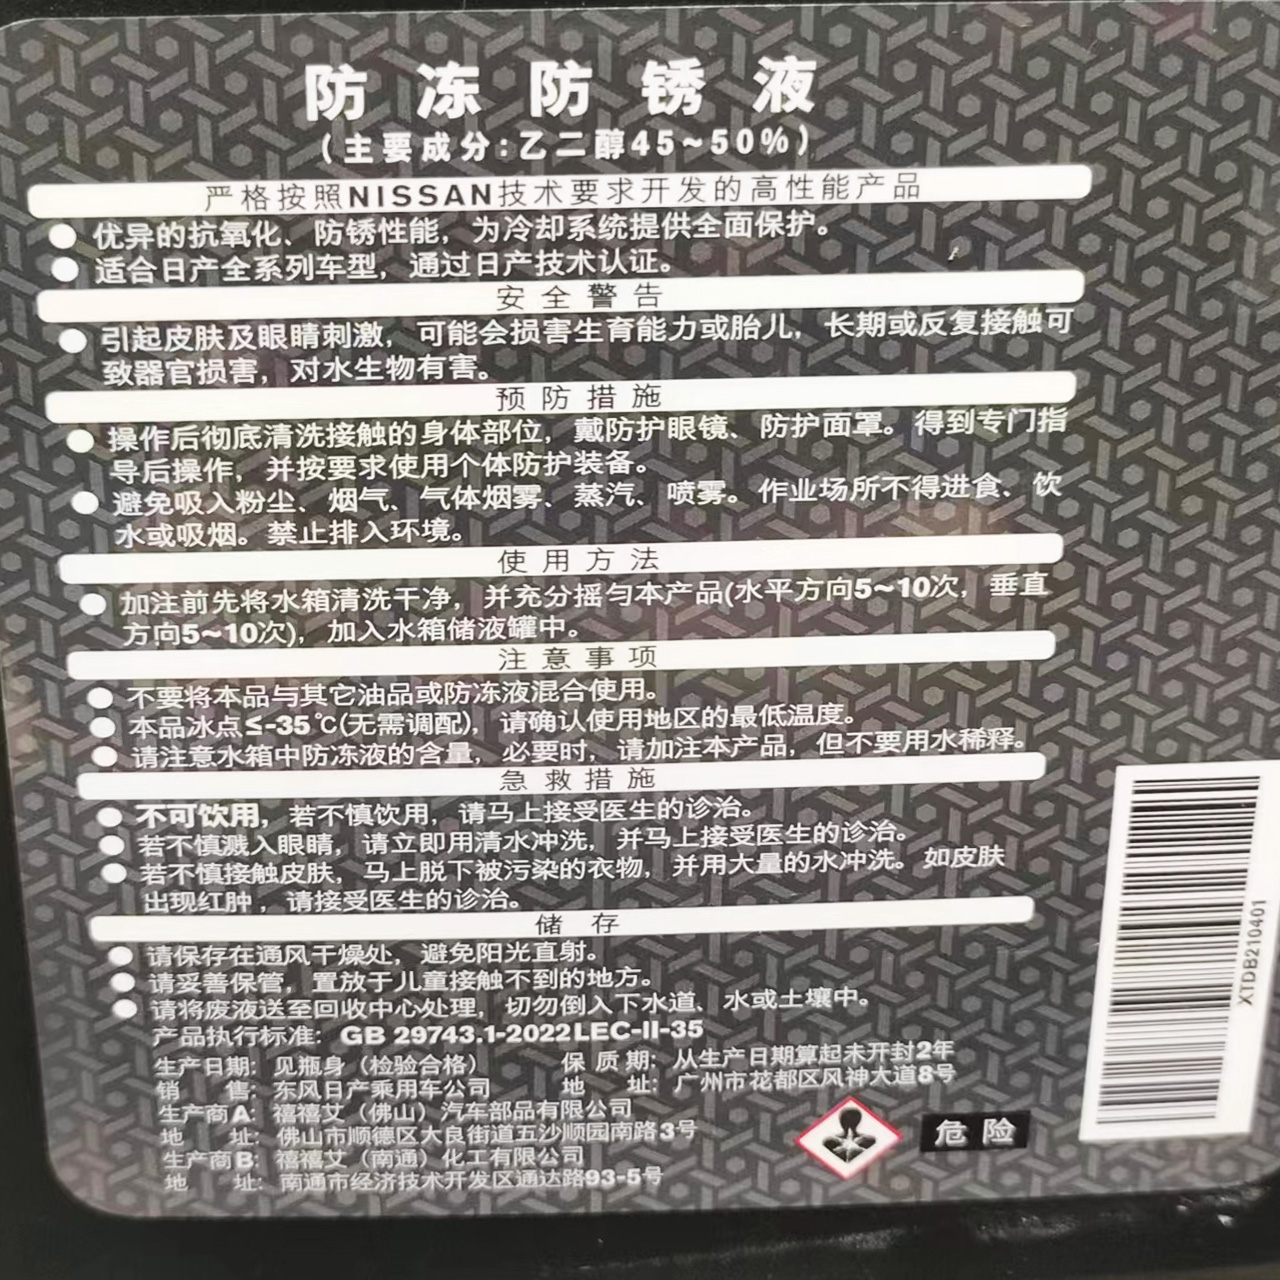 防冻防锈液
(主要成分:乙二醇45~50%)
严格按照NISSAN技术要求开发的高性能产品
优异的抗氧化、防锈性能，为冷却系统提供全面保护。
适合日产全系列车型，通过日产技术认证。
安全警告
引起皮肤及眼睛刺激，可能会损害生育能力或胎儿，长期或反复接触可
致器官损害，对水生物有害。
预防措施
操作后彻底清洗接触的身体部位，戴防护眼镜、防护面罩。得到专门指
导后操作，并按要求使用个体防护装备。
避免吸入粉尘、烟气、气体烟雾、蒸汽、喷雾。作业场所不得进食、饮
水或吸烟。禁止排入环境。
使用方法
加注前先将水箱清洗干净，并充分摇匀本产品(水平方向5~10次，垂直
方向5~10次)，加入水箱储液罐中。
注意事项
不要将本品与其它油品或防冻液混合使用。
本品冰点≤-35℃(无需调配)，请确认使用地区的最低温度。
请注意水箱中防冻液的含量，必要时，请加注本产品，但不要用水稀释。
急救措施
不可饮用，若不慎饮用，请马上接受医生的诊治。
若不慎溅入眼睛，请立即用清水冲洗，并马上接受医生的诊治。
若不慎接触皮肤，马上脱下被污染的衣物，并用大量的水冲洗。如皮肤
出现红肿，请接受医生的诊治。
储存
请保存在通风干燥处，避免阳光直射。
请妥善保管，置放于儿童接触不到的地方。
请将废液送至回收中心处理，切勿倒入下水道、水或土壤中。
产品执行标准：GB 29743.1-2022LEC-II-35
生产日期：见瓶身（检验合格） 保质期：从生产日期算起未开封2年
销售：东风日产乘用车公司 地址：广州市花都区风神大道8号
生产商A：禧禧艾（佛山）汽车部品有限公司
地址：佛山市顺德区大良街道五沙顺园南路3号
生产商B：禧禧艾（南通）化工有限公司
地址：南通市经济技术开发区通达路93-5号
危险
XTDB210401